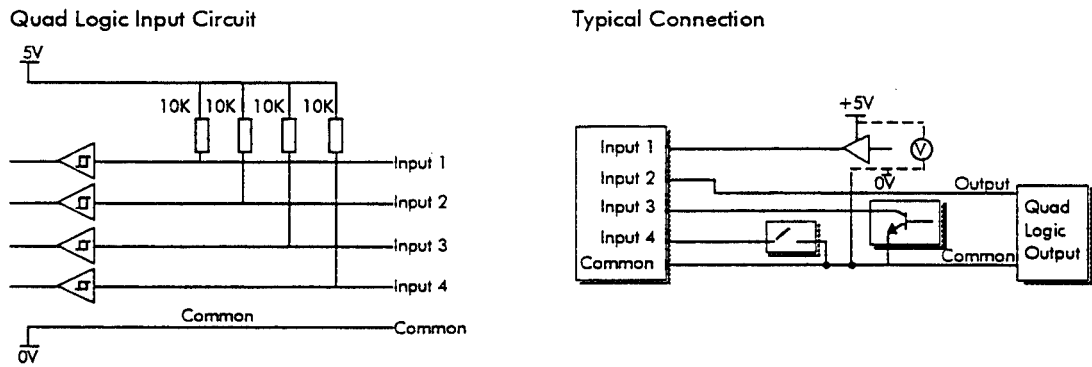 Quad Logic Input Circuit
5V
10K 10K 10K 10K
Input 1
Input 2
Input 3
Input 4
Common
Common
0V
Typical Connection
+5V
Input 1
V
Input 2
0V
Output
Input 3
Quad
Logic
Output
Input 4
Common
Common